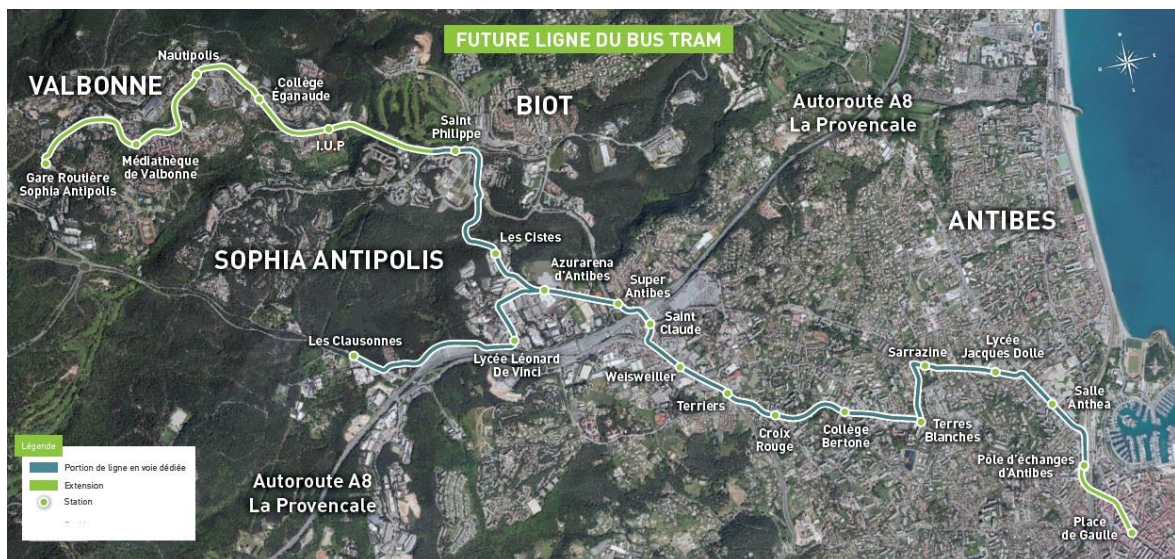 FUTURE LIGNE DU BUS TRAM
VALBONNE
Nautipolis
Collège
Éganaude
I.U.P
Saint
Philippe
BIOT
Autoroute A8
La Provencale
Gare Routière
Sophia Antipolis
Médiathèque
de Valbonne
SOPHIA ANTIPOLIS
Les Cistes
Azurarena
d'Antibes
Super
Antibes
Saint
Claude
ANTIBES
Les Clausonnes
Lycée Léonard
De Vinci
Weisweiller
Terriers
Croix
Rouge
Collège
Bertone
Terres
Blanches
Sarrazine
Lycée
Jacques Dolle
Salle
Anthea
Pôle d'échanges
d'Antibes
Place
de Gaulle
Autoroute A8
La Provencale
Légende
Portion de ligne en voie dédiée
Extension
Station
N
E
S
O